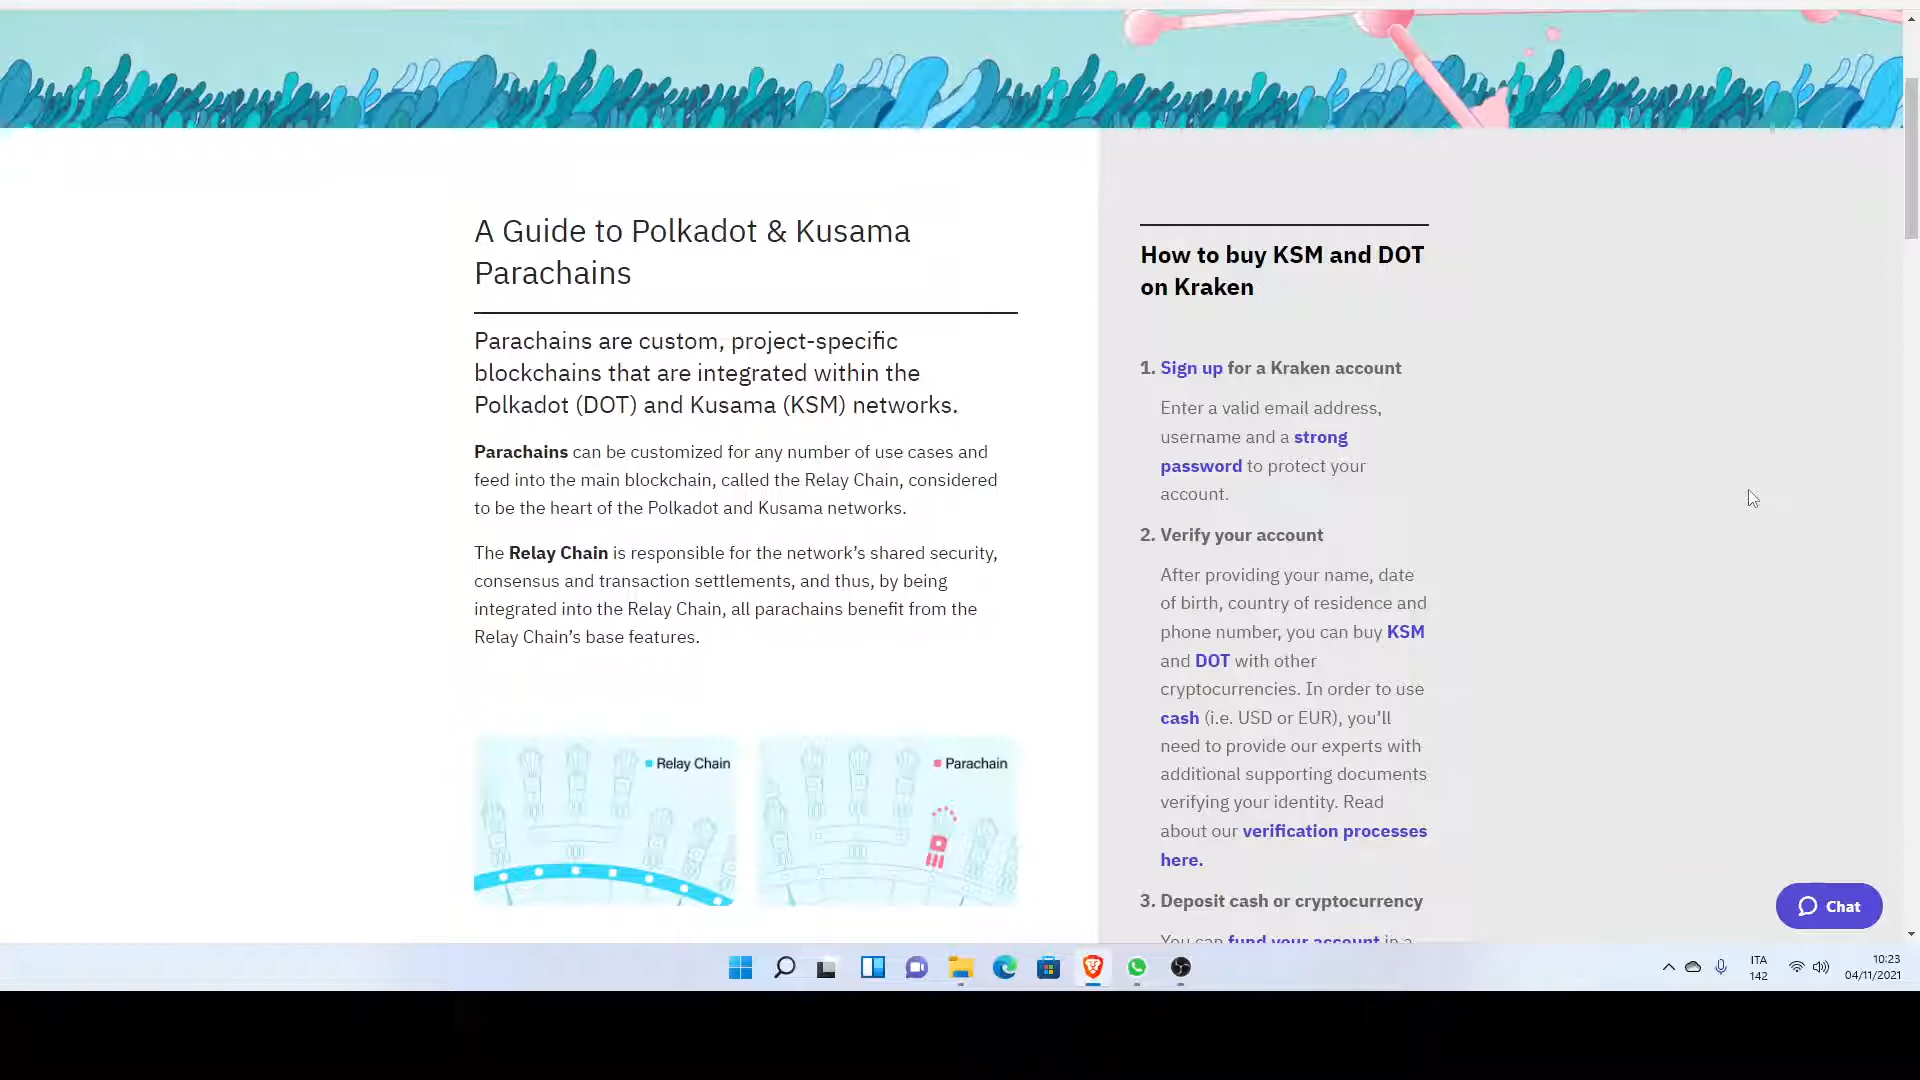 A Guide to Polkadot & Kusama
Parachains
Parachains are custom, project-specific
blockchains that are integrated within the
Polkadot (DOT) and Kusama (KSM) networks.
Parachains can be customized for any number of use cases and
feed into the main blockchain, called the Relay Chain, considered
to be the heart of the Polkadot and Kusama networks.
The Relay Chain is responsible for the network’s shared security,
consensus and transaction settlements, and thus, by being
integrated into the Relay Chain, all parachains benefit from the
Relay Chain’s base features.
Relay Chain
Parachain
How to buy KSM and DOT
on Kraken
1. Sign up for a Kraken account
Enter a valid email address,
username and a strong
password to protect your
account.
2. Verify your account
After providing your name, date
of birth, country of residence and
phone number, you can buy KSM
and DOT with other
cryptocurrencies. In order to use
cash (i.e. USD or EUR), you’ll
need to provide our experts with
additional supporting documents
verifying your identity. Read
about our verification processes
here.
3. Deposit cash or cryptocurrency
You can fund your account in a
Chat
ITA
142
10:23
04/11/2021